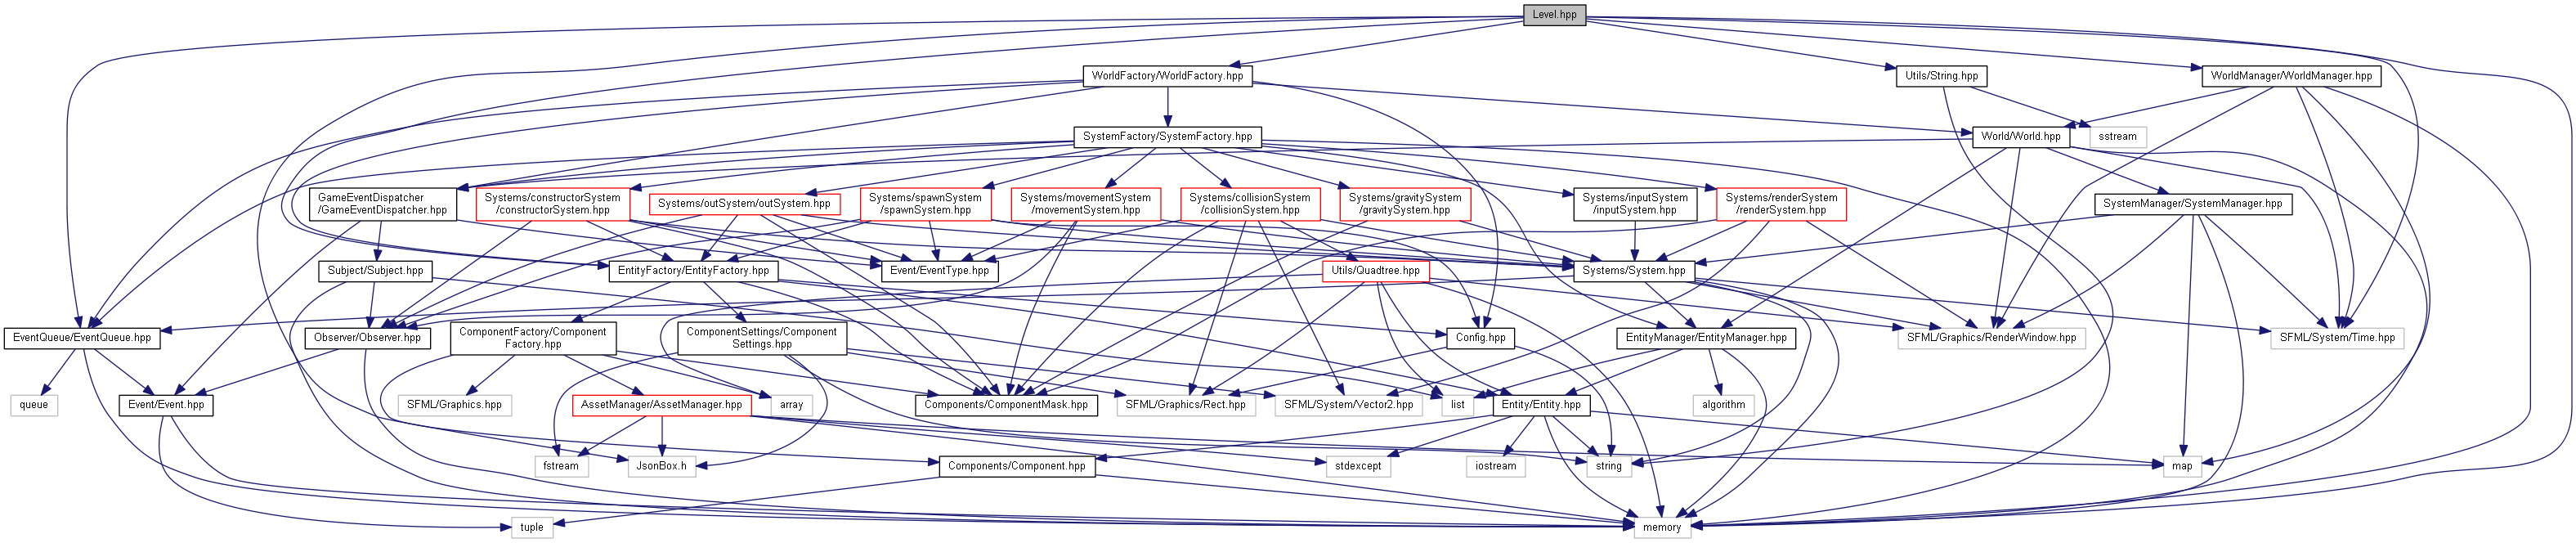 Level.hpp
WorldFactory/WorldFactory.hpp
Utils/String.hpp
WorldManager/WorldManager.hpp
SystemFactory/SystemFactory.hpp
World/World.hpp
sstream
GameEventDispatcher
/GameEventDispatcher.hpp
Systems/constructorSystem
/constructorSystem.hpp
Systems/outSystem/outSystem.hpp
Systems/spawnSystem
/spawnSystem.hpp
Systems/movementSystem
/movementSystem.hpp
Systems/collisionSystem
/collisionSystem.hpp
Systems/gravitySystem
/gravitySystem.hpp
Systems/inputSystem
/inputSystem.hpp
Systems/renderSystem
/renderSystem.hpp
SystemManager/SystemManager.hpp
Subject/Subject.hpp
EntityFactory/EntityFactory.hpp
Event/EventType.hpp
Utils/Quadtree.hpp
Systems/System.hpp
EventQueue/EventQueue.hpp
Observer/Observer.hpp
ComponentFactory/Component
Factory.hpp
ComponentSettings/Component
Settings.hpp
Config.hpp
EntityManager/EntityManager.hpp
SFML/Graphics/RenderWindow.hpp
SFML/System/Time.hpp
queue
Event/Event.hpp
SFML/Graphics.hpp
AssetManager/AssetManager.hpp
array
Components/ComponentMask.hpp
SFML/Graphics/Rect.hpp
SFML/System/Vector2.hpp
list
Entity/Entity.hpp
algorithm
fstream
JsonBox.h
Components/Component.hpp
stdexcept
iostream
string
map
tuple
memory